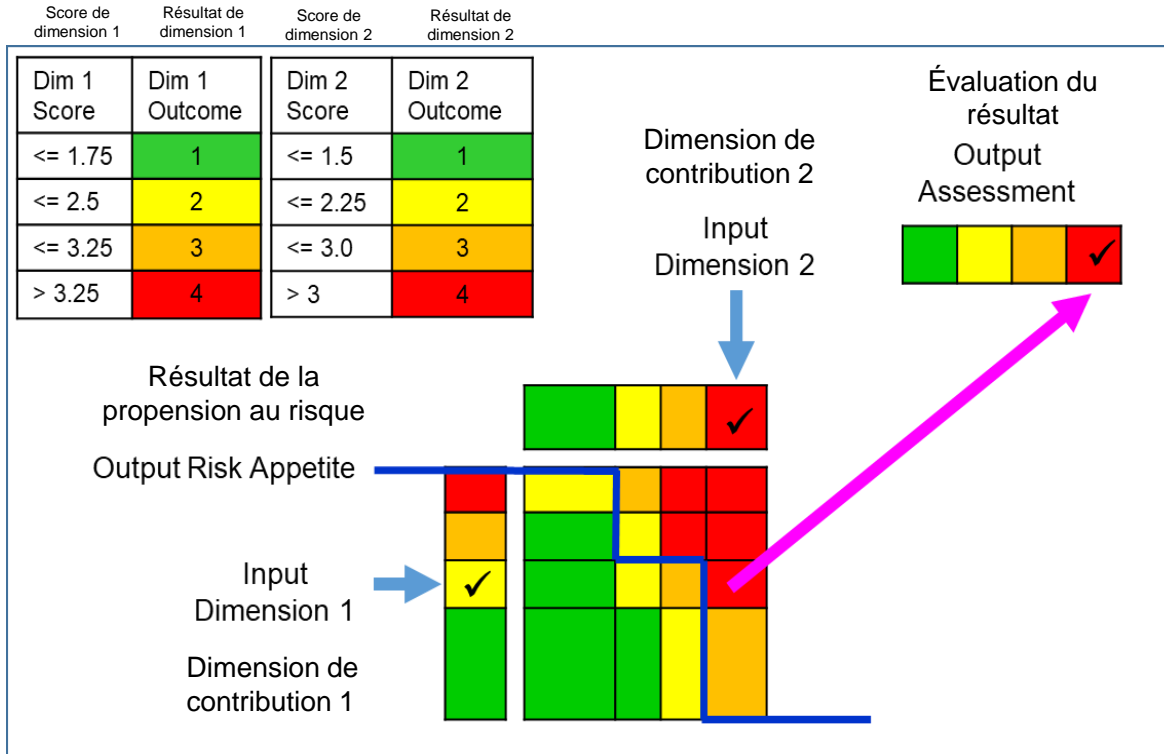 Score de
dimension 1
Résultat de
dimension 1
Score de
dimension 2
Résultat de
dimension 2
Dim 1
Score
Dim 1
Outcome
Dim 2
Score
Dim 2
Outcome
<= 1.75
1
<= 1.5
1
<= 2.5
2
<= 2.25
2
<= 3.25
3
<= 3.0
3
> 3.25
4
> 3
4
Évaluation du
résultat
Output
Assessment
Dimension de
contribution 2
Input
Dimension 2
Résultat de la
propension au risque
Output Risk Appetite
Input
Dimension 1
Dimension de
contribution 1